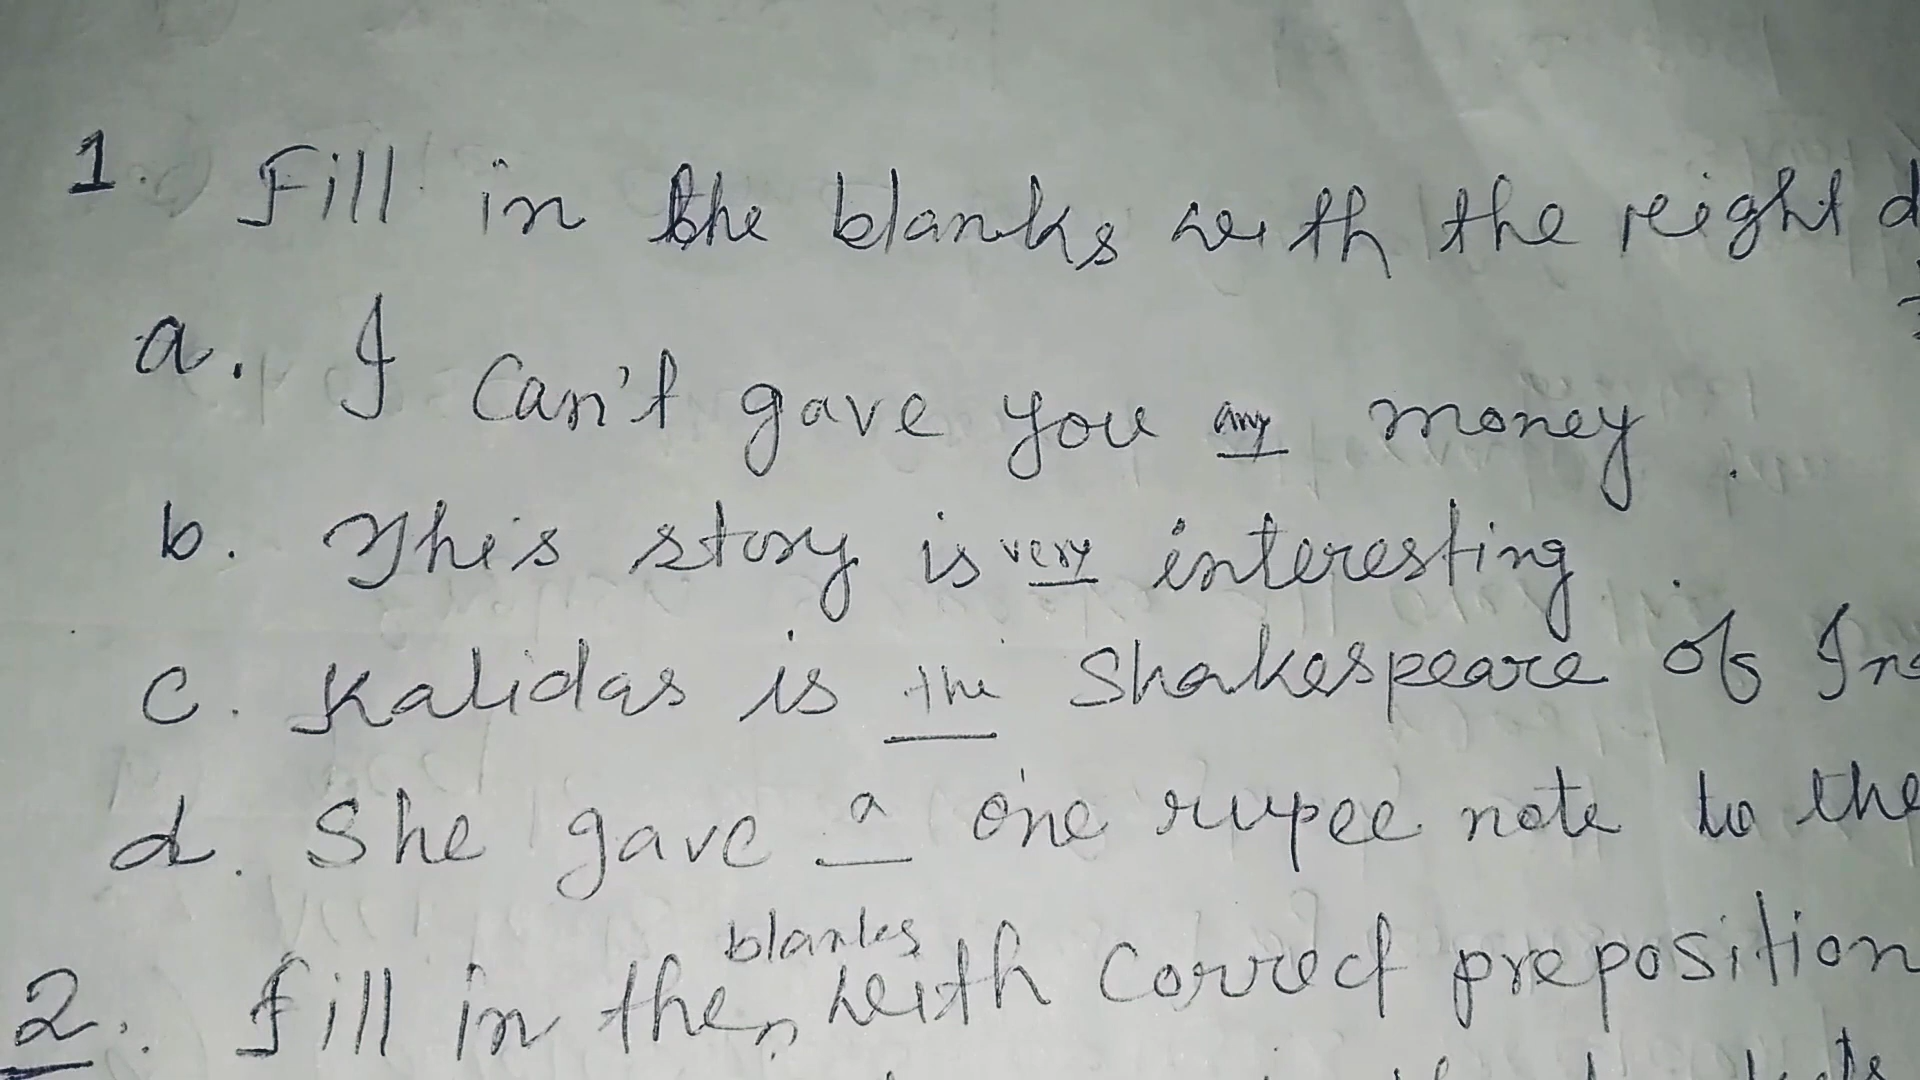 1. Fill in the blanks with the right d
a. I can't gave you any money.
b. This story is very interesting.
c. Kalidas is the Shakespeare of In
d. She gave a one rupee note to the
2. Fill in the blanks with correct preposition